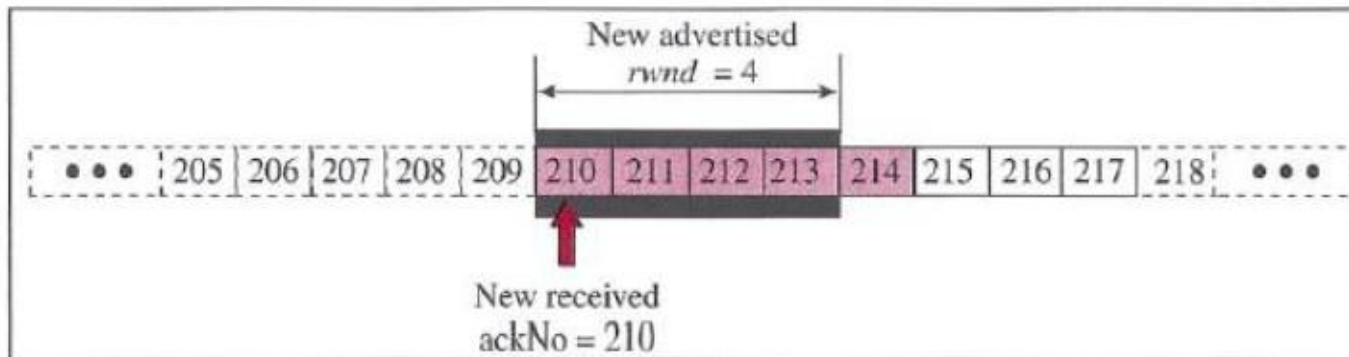 New advertised
rwnd = 4
••• 205 206 207 208 209 210 211 212 213 214 215 216 217 218 •••
New received
ackNo = 210